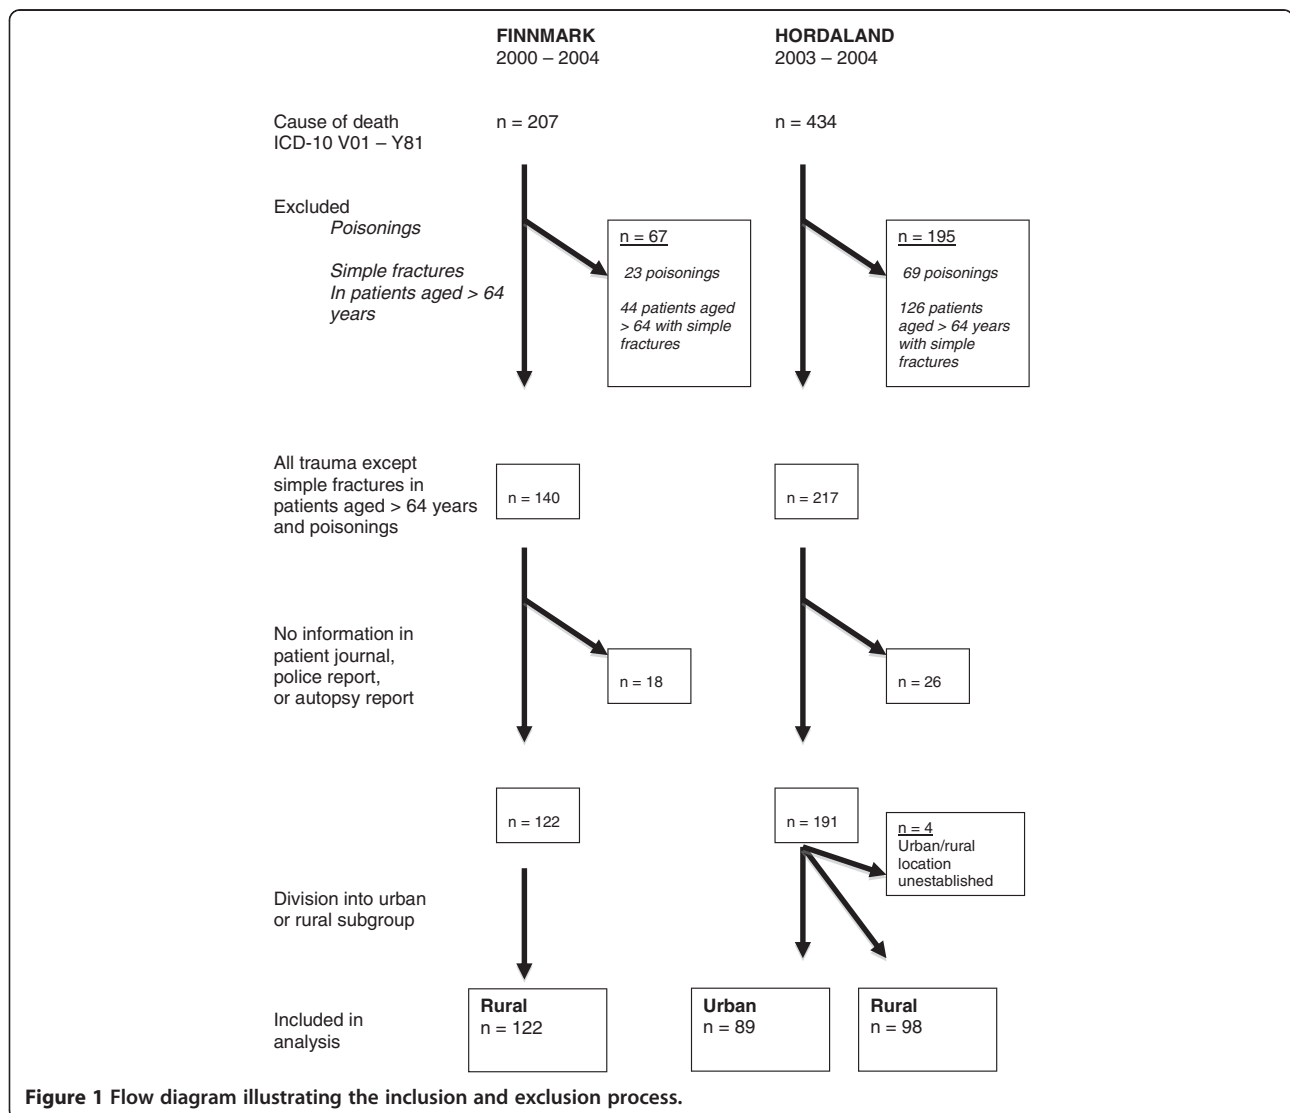 FINNMARK
2000 – 2004
HORDALAND
2003 – 2004
Cause of death
ICD-10 V01 – Y81
n = 207
n = 434
Excluded
Poisonings
Simple fractures
In patients aged > 64
years
n = 67
23 poisonings
44 patients aged
> 64 with simple
fractures
n = 195
69 poisonings
126 patients
aged > 64 years
with simple
fractures
All trauma except
simple fractures in
patients aged > 64 years
and poisonings
n = 140
n = 217
No information in
patient journal,
police report,
or autopsy report
n = 18
n = 26
n = 122
n = 191
n = 4
Urban/rural
location
unestablished
Division into urban
or rural subgroup
Included in
analysis
Rural
n = 122
Urban
n = 89
Rural
n = 98
Figure 1 Flow diagram illustrating the inclusion and exclusion process.